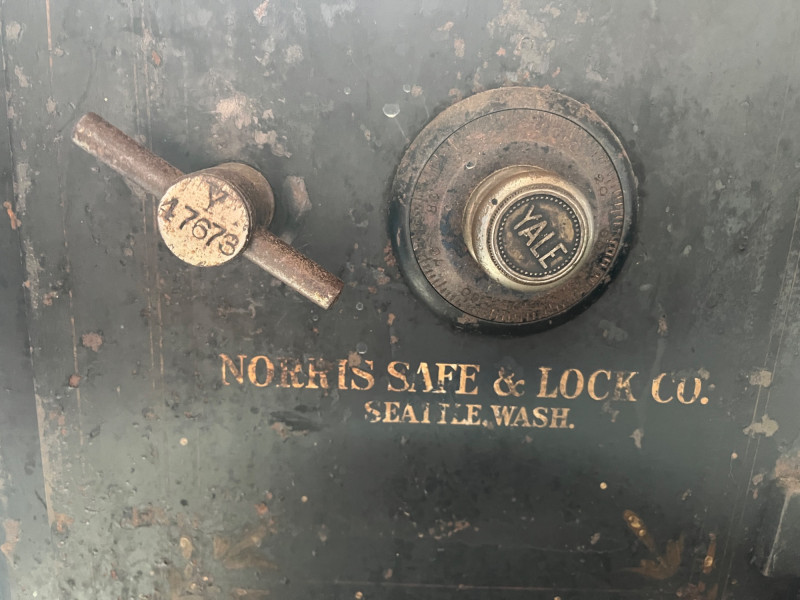 Y
47678
YALE
NORRIS SAFE & LOCK CO.
SEATTLE, WASH.